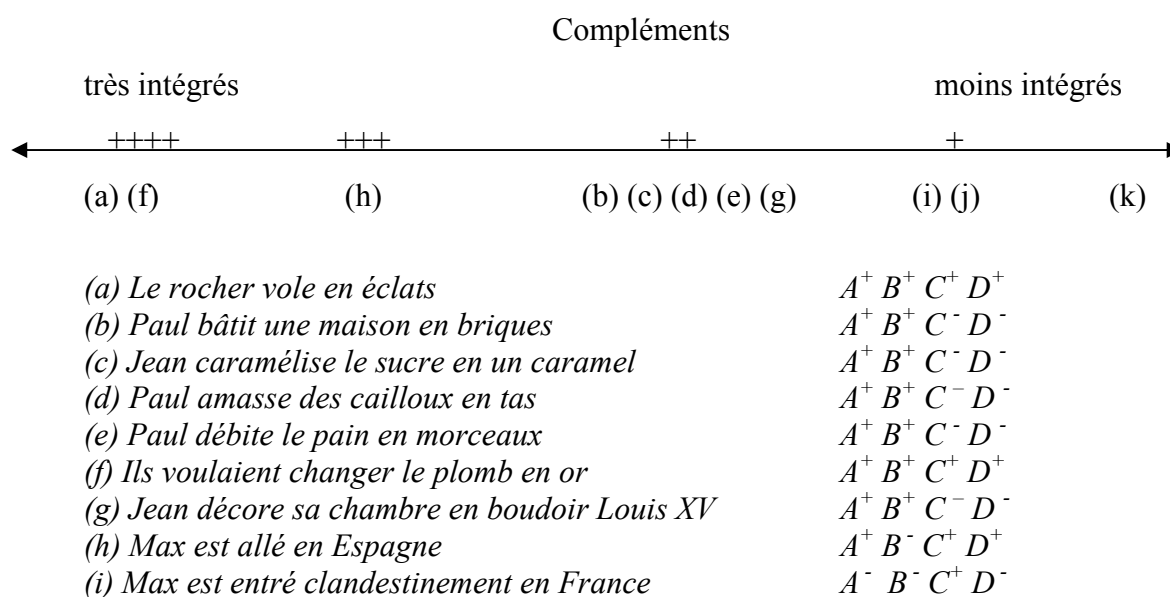 Compléments
très intégrés moins intégrés
++++ +++ ++ +
(a) (f) (h) (b) (c) (d) (e) (g) (i) (j) (k)
(a) Le rocher vole en éclats A⁺ B⁺ C⁺ D⁺
(b) Paul bâtit une maison en briques A⁺ B⁺ C⁻ D⁻
(c) Jean caramélise le sucre en un caramel A⁺ B⁺ C⁻ D⁻
(d) Paul amasse des cailloux en tas A⁺ B⁺ C⁻ D⁻
(e) Paul débite le pain en morceaux A⁺ B⁺ C⁻ D⁻
(f) Ils voulaient changer le plomb en or A⁺ B⁺ C⁺ D⁺
(g) Jean décore sa chambre en boudoir Louis XV A⁺ B⁺ C⁻ D⁻
(h) Max est allé en Espagne A⁺ B⁻ C⁺ D⁺
(i) Max est entré clandestinement en France A⁻ B⁻ C⁺ D⁻